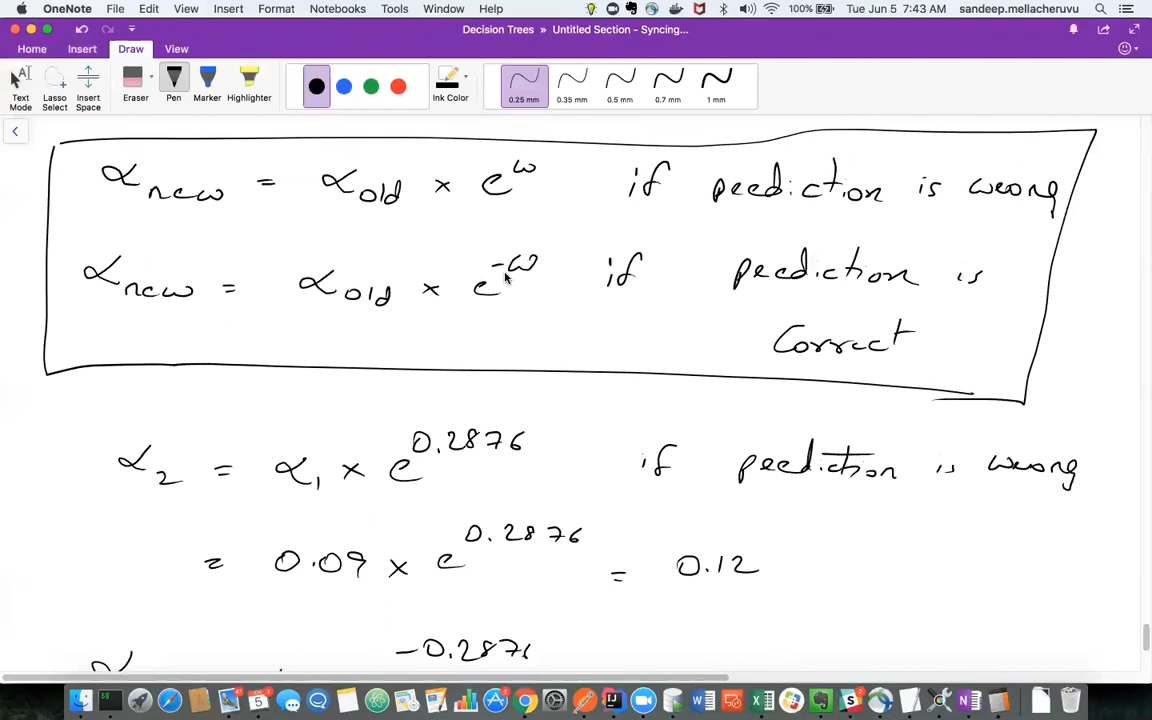 OneNote File Edit View Insert Format Notebooks Tools Window Help 100% Tue Jun 5 7:43 AM sandeep.mellacheruvu
Decision Trees » Untitled Section - Syncing...
Home Insert Draw View
Text Mode Lasso Select Insert Space Eraser Pen Marker Highlighter Ink Color 0.25 mm 0.35 mm 0.5 mm 0.7 mm 1 mm
α new = α old × e^ω if prediction is wrong
α new = α old × e^-ω if prediction is
Correct
α₂ = α₁ × e^0.2876 if prediction is wrong
= 0.09 × e^0.2876 = 0.12
-0.2876